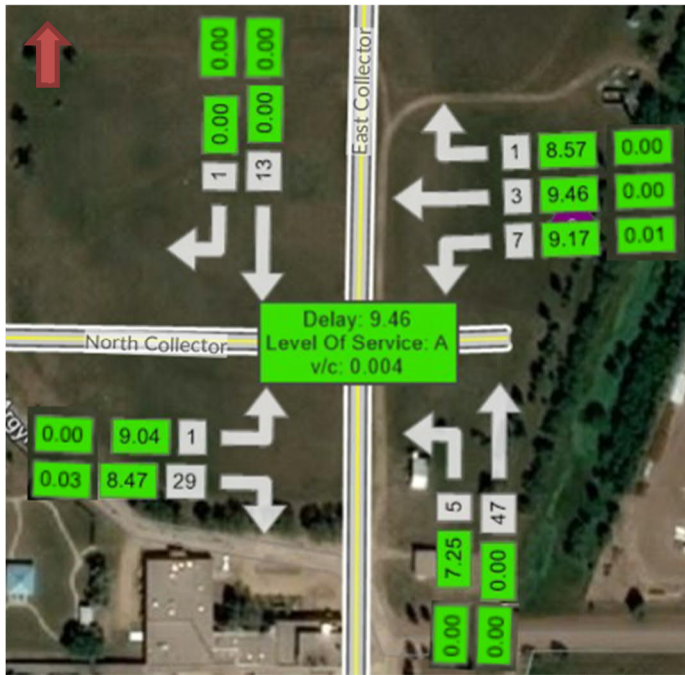 0.00
0.00
0.00
0.00
1
13
East Collector
1 8.57 0.00
3 9.46 0.00
7 9.17 0.01
Delay: 9.46
Level Of Service: A
v/c: 0.004
North Collector
0.00 9.04 1
0.03 8.47 29
5
47
7.25
0.00
0.00
0.00